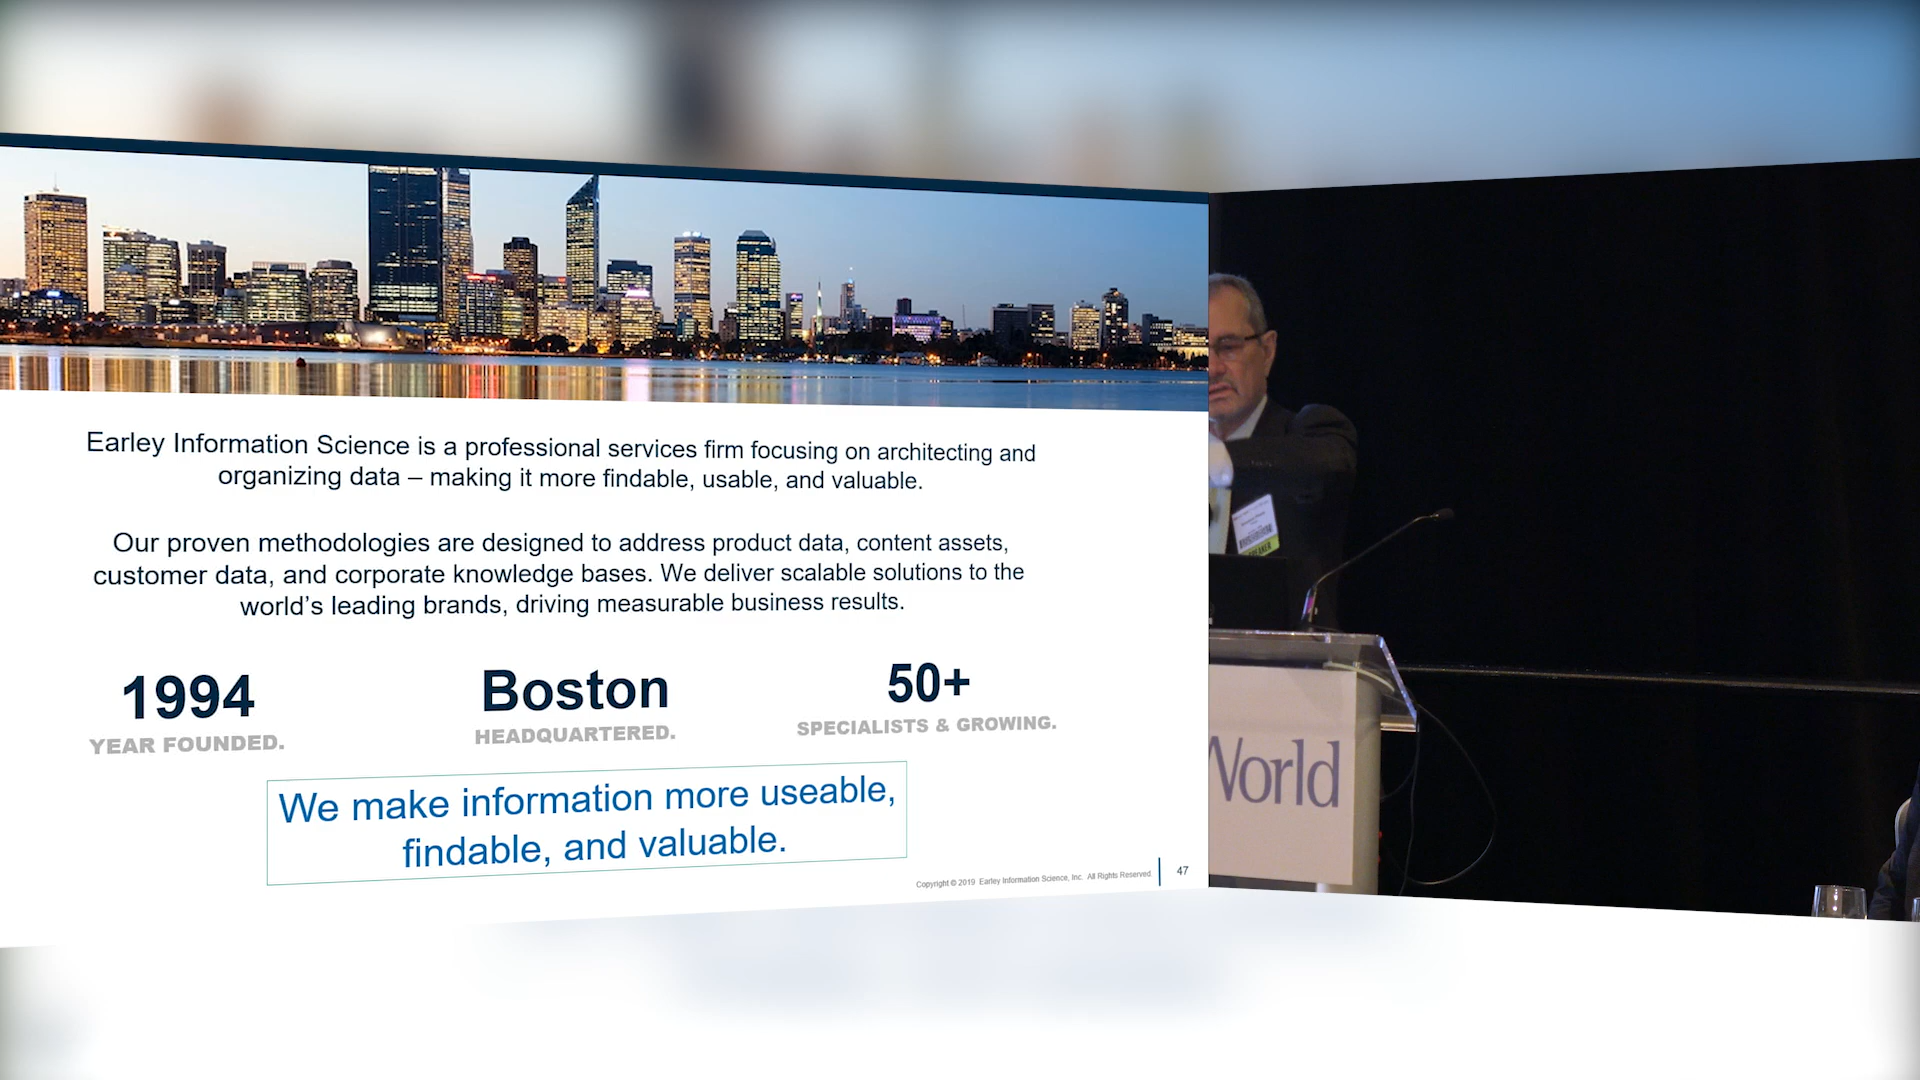 Earley Information Science is a professional services firm focusing on architecting and
organizing data – making it more findable, usable, and valuable.
Our proven methodologies are designed to address product data, content assets,
customer data, and corporate knowledge bases. We deliver scalable solutions to the
world's leading brands, driving measurable business results.
1994
YEAR FOUNDED.
Boston
HEADQUARTERED.
50+
SPECIALISTS & GROWING.
We make information more useable,
findable, and valuable.
Copyright © 2019 Earley Information Science, Inc. All Rights Reserved.
47
World